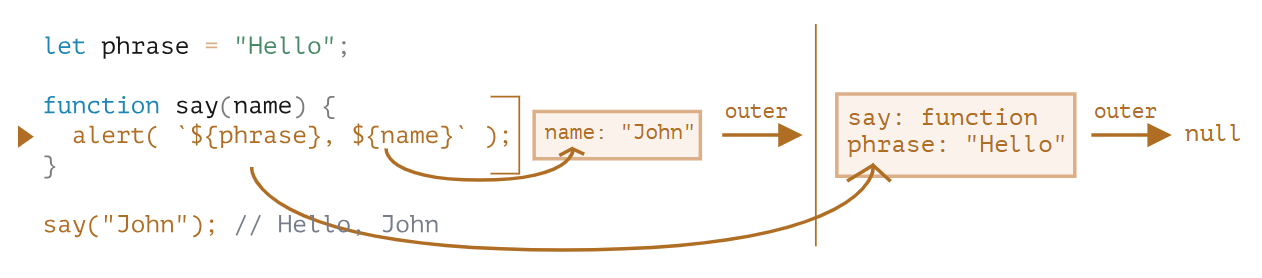 let phrase = "Hello";
function say(name) {
alert( `${phrase}, ${name}` );
}
say("John"); // Hello, John
name: "John"
outer
say: function
phrase: "Hello"
outer
null